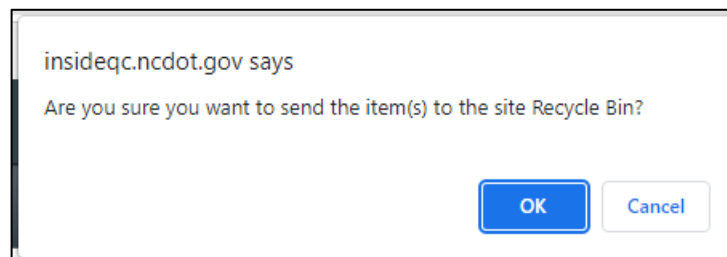 insideqc.ncdot.gov says
Are you sure you want to send the item(s) to the site Recycle Bin?
OK
Cancel